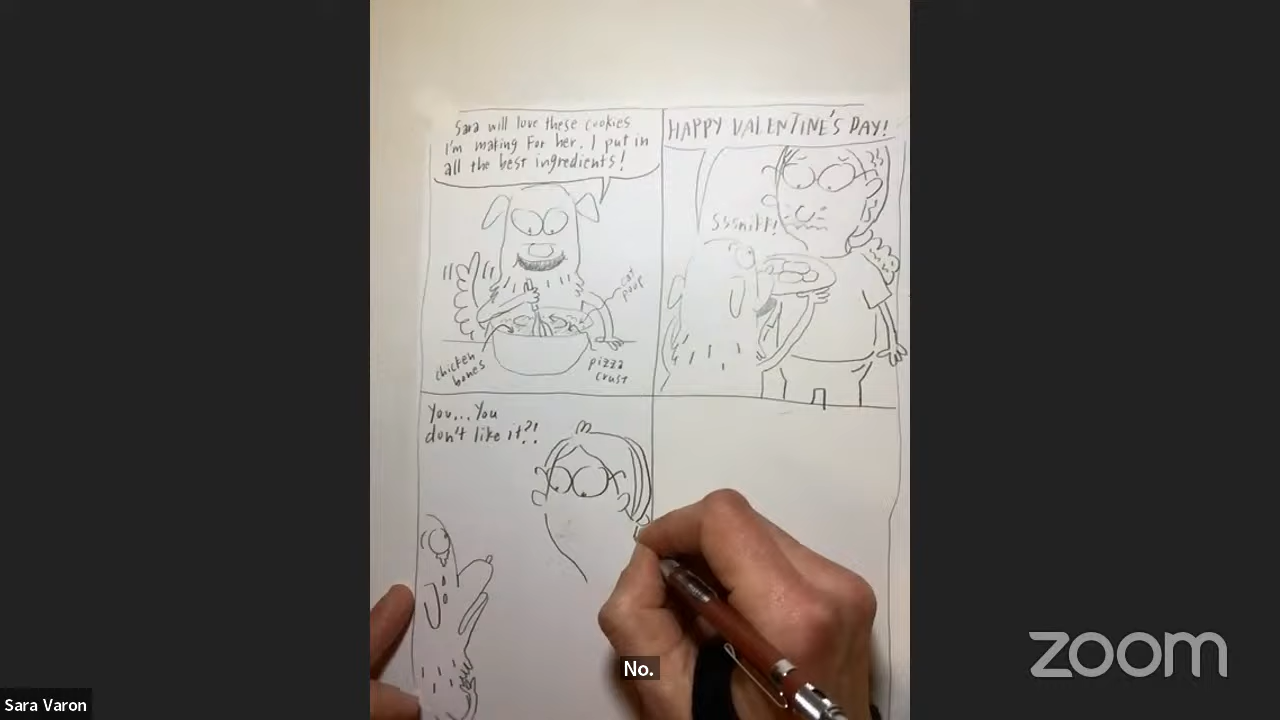 Sara will love these cookies
I'm making for her. I put in
all the best ingredients!
cat
poop
chicken
bones
pizza
crust
HAPPY VALENTINE'S DAY!
Sssniff!
You... You
don't like it?!
No.
zoom
Sara Varon